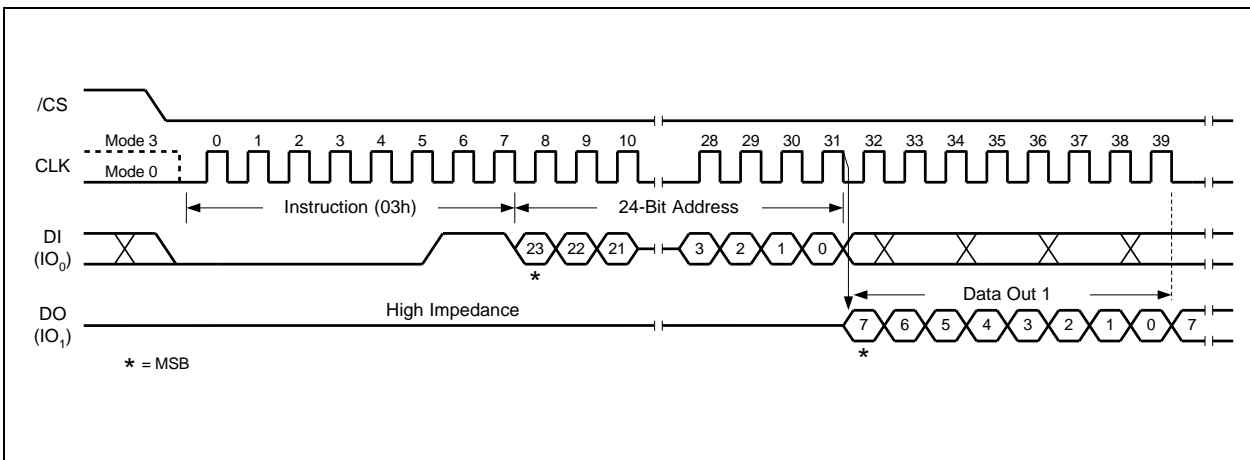 /CS
Mode 3
0 1 2 3 4 5 6 7 8 9 10 28 29 30 31 32 33 34 35 36 37 38 39
CLK
Mode 0
Instruction (03h)
24-Bit Address
DI
(IO0)
23 22 21 3 2 1 0
*
Data Out 1
High Impedance
DO
(IO1)
7 6 5 4 3 2 1 0 7
*
* = MSB